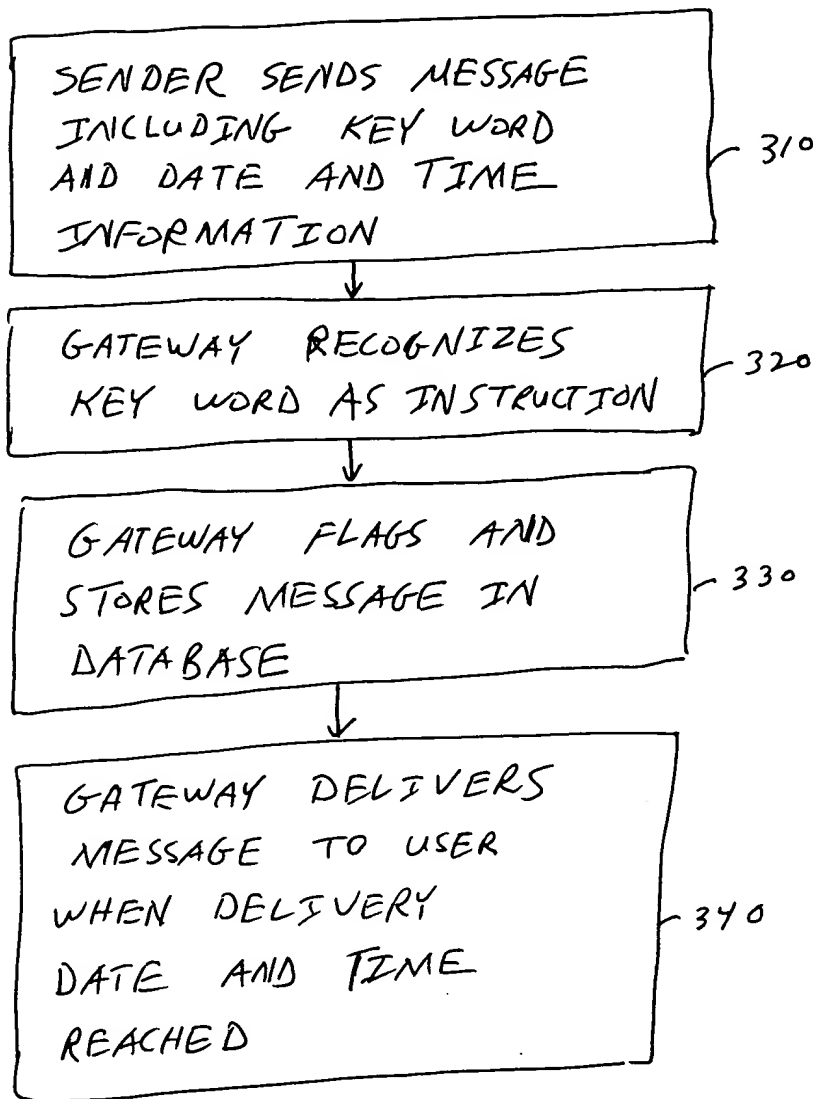 SENDER SENDS MESSAGE
INCLUDING KEY WORD
AND DATE AND TIME
INFORMATION
310
GATEWAY RECOGNIZES
KEY WORD AS INSTRUCTION
320
GATEWAY FLAGS AND
STORES MESSAGE IN
DATABASE
330
GATEWAY DELIVERS
MESSAGE TO USER
WHEN DELIVERY
DATE AND TIME
REACHED
340